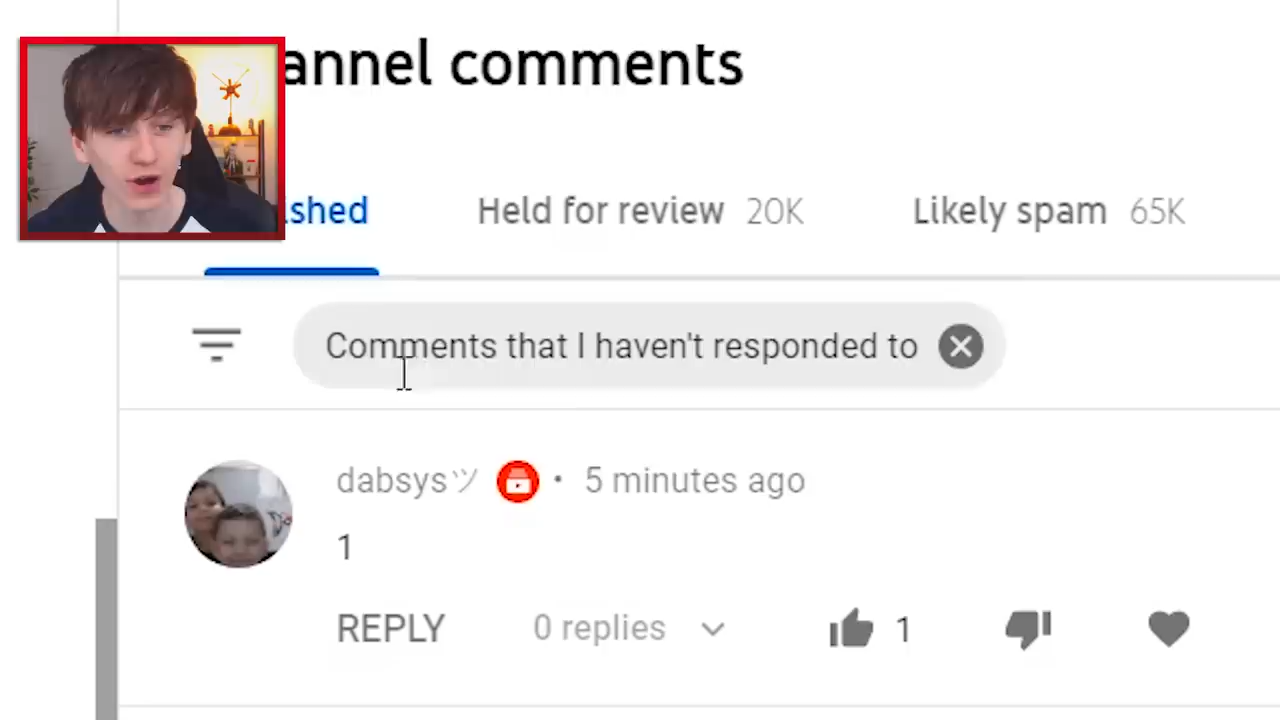 annel comments
shed
Held for review 20K
Likely spam 65K
Comments that I haven't responded to
dabsysツ • 5 minutes ago
1
REPLY
0 replies
1